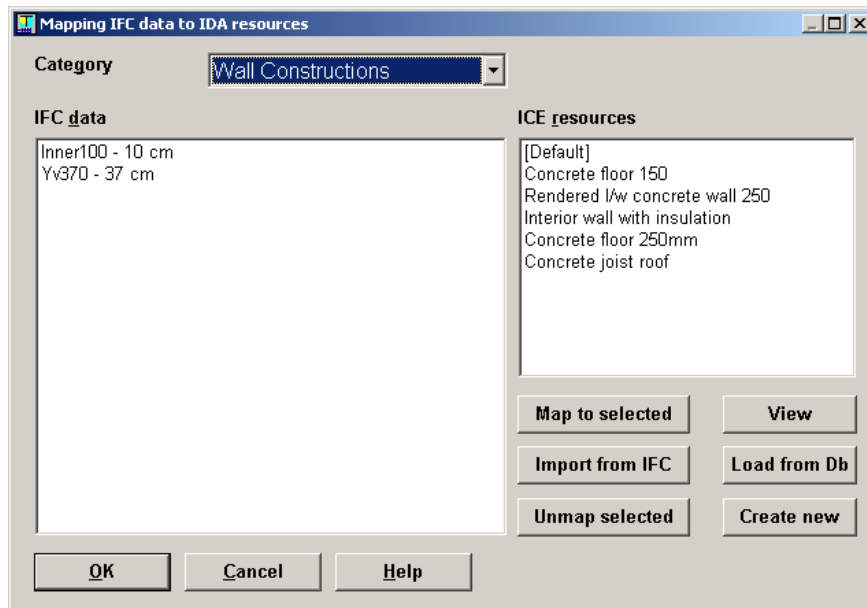 Mapping IFC data to IDA resources
Category
Wall Constructions
IFC data
Inner100 - 10 cm
Yv370 - 37 cm
ICE resources
[Default]
Concrete floor 150
Rendered l/w concrete wall 250
Interior wall with insulation
Concrete floor 250mm
Concrete joist roof
Map to selected
View
Import from IFC
Load from Db
Unmap selected
Create new
OK
Cancel
Help